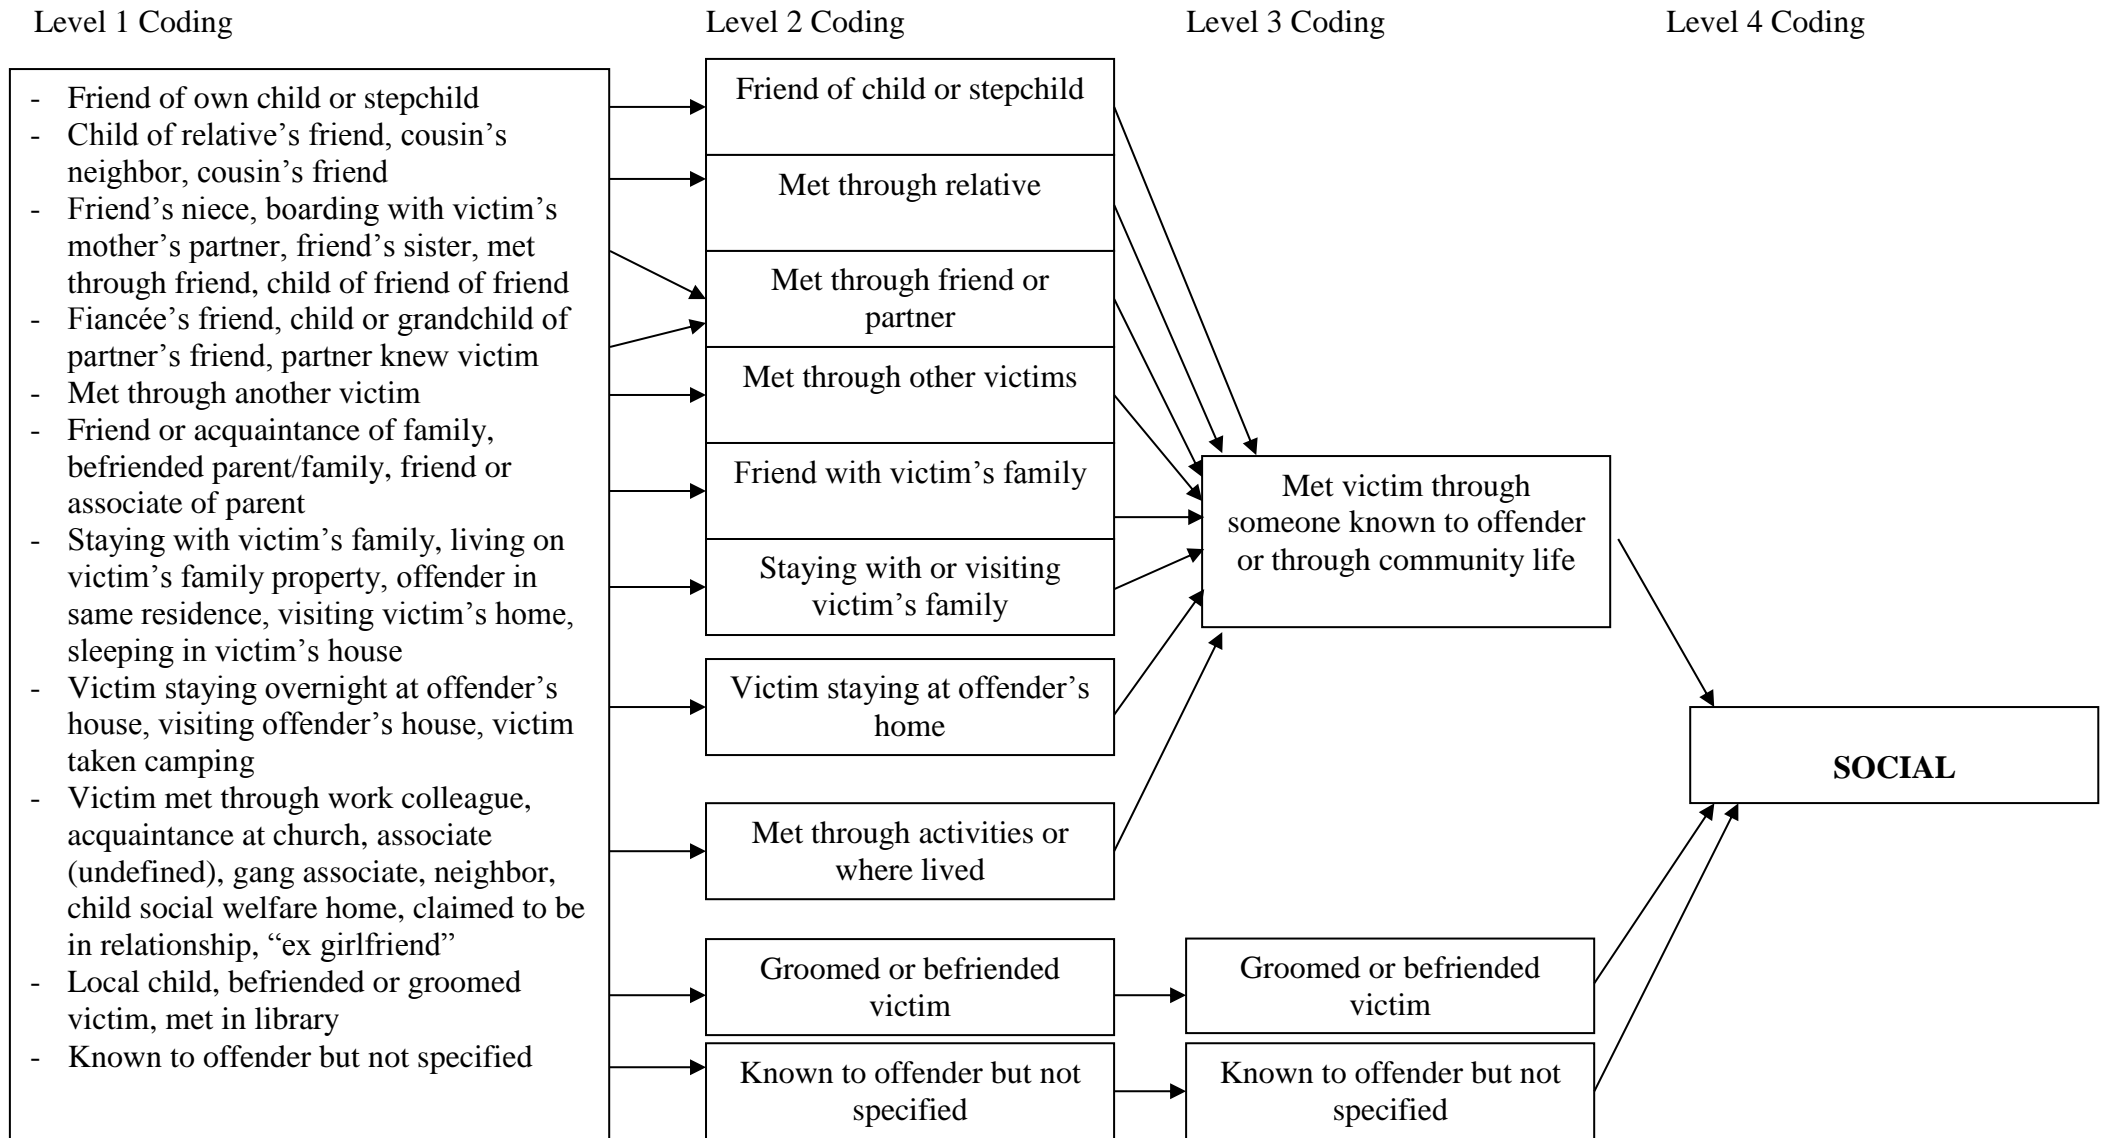 Level 1 Coding
Level 2 Coding
Level 3 Coding
Level 4 Coding
- Friend of own child or stepchild
- Child of relative’s friend, cousin’s
neighbor, cousin’s friend
- Friend’s niece, boarding with victim’s
mother’s partner, friend’s sister, met
through friend, child of friend of friend
- Fiancée’s friend, child or grandchild of
partner’s friend, partner knew victim
- Met through another victim
- Friend or acquaintance of family,
befriended parent/family, friend or
associate of parent
- Staying with victim’s family, living on
victim’s family property, offender in
same residence, visiting victim’s home,
sleeping in victim’s house
- Victim staying overnight at offender’s
house, visiting offender’s house, victim
taken camping
- Victim met through work colleague,
acquaintance at church, associate
(undefined), gang associate, neighbor,
child social welfare home, claimed to be
in relationship, “ex girlfriend”
- Local child, befriended or groomed
victim, met in library
- Known to offender but not specified
Friend of child or stepchild
Met through relative
Met through friend or
partner
Met through other victims
Friend with victim’s family
Staying with or visiting
victim’s family
Victim staying at offender’s
home
Met through activities or
where lived
Groomed or befriended
victim
Known to offender but not
specified
Met victim through
someone known to offender
or through community life
Groomed or befriended
victim
Known to offender but not
specified
SOCIAL